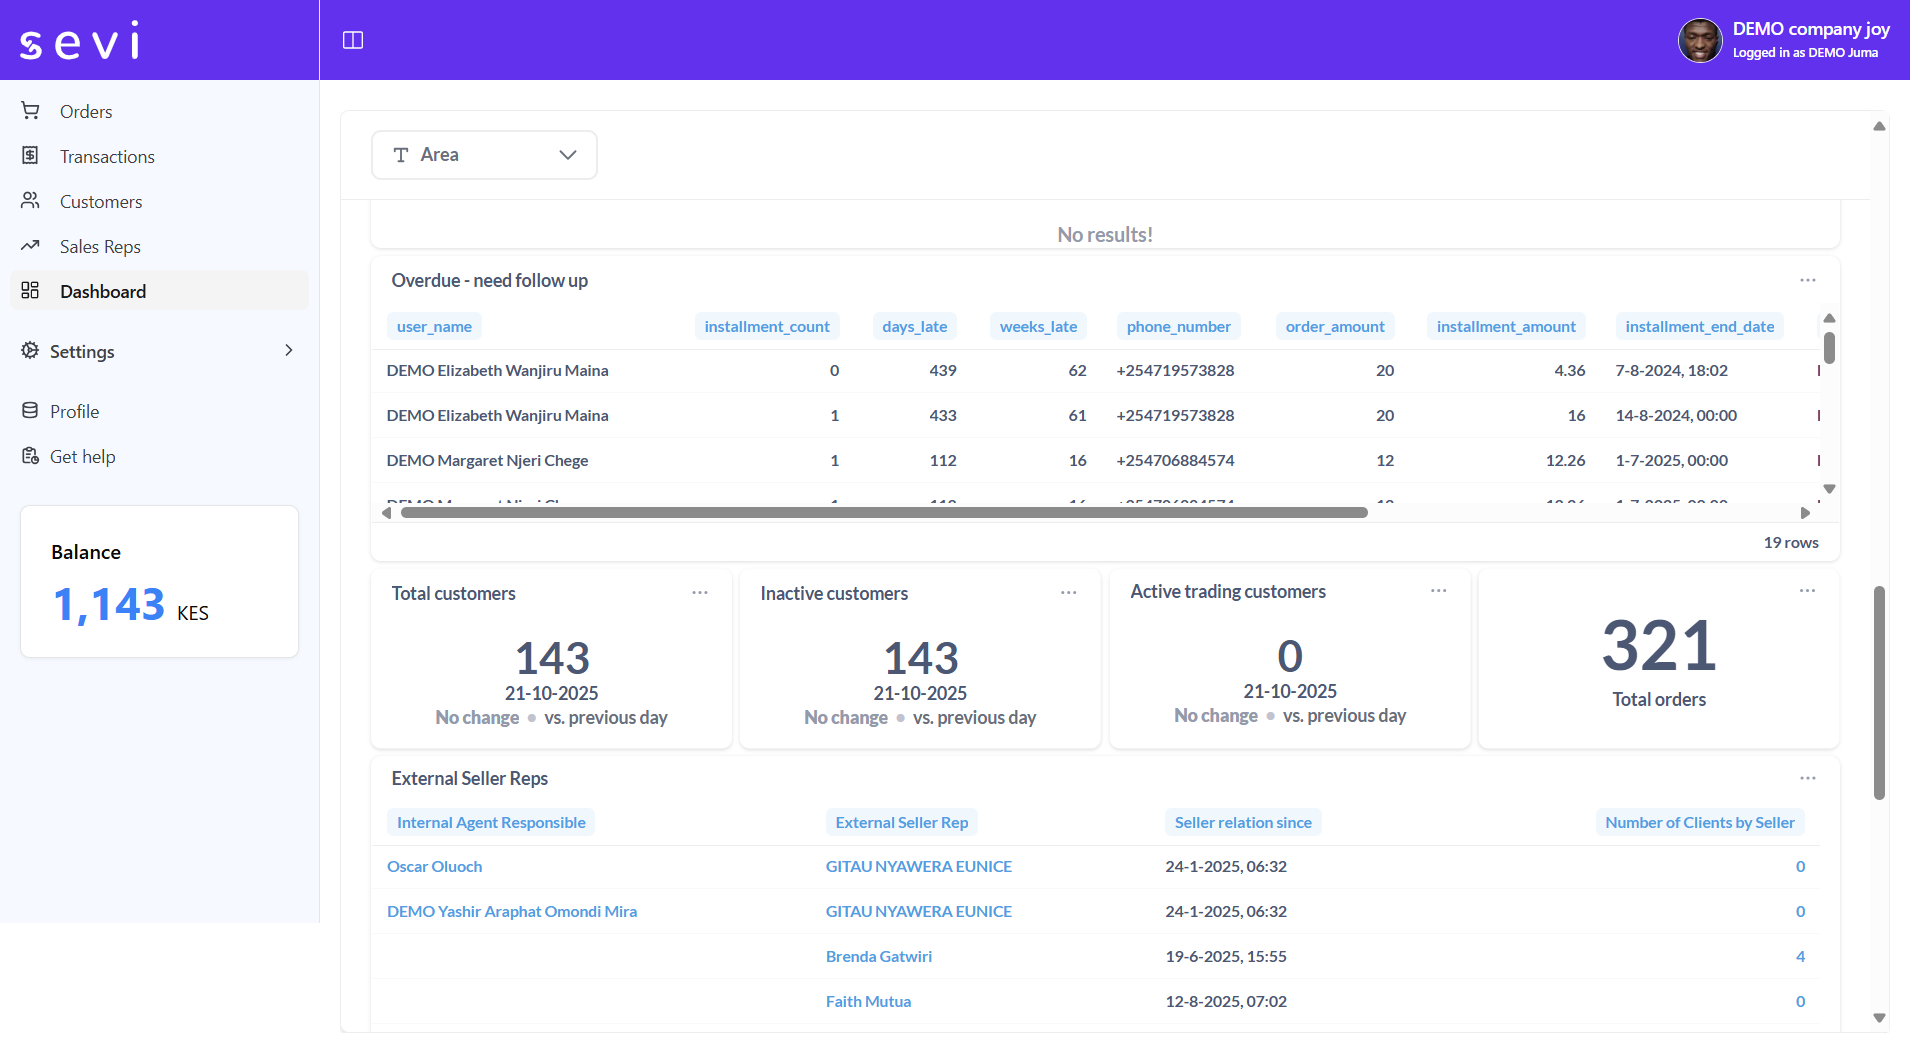 sevi
DEMO company joy
Logged in as DEMO Juma
Orders
Transactions
Customers
Sales Reps
Dashboard
Settings
Profile
Get help
Balance
1,143 KES
Area
No results!
Overdue - need follow up
user_name installment_count days_late weeks_late phone_number order_amount installment_amount installment_end_date
DEMO Elizabeth Wanjiru Maina 0 439 62 +254719573828 20 4.36 7-8-2024, 18:02
DEMO Elizabeth Wanjiru Maina 1 433 61 +254719573828 20 16 14-8-2024, 00:00
DEMO Margaret Njeri Chege 1 112 16 +254706884574 12 12.26 1-7-2025, 00:00
19 rows
Total customers
143
21-10-2025
No change • vs. previous day
Inactive customers
143
21-10-2025
No change • vs. previous day
Active trading customers
0
21-10-2025
No change • vs. previous day
321
Total orders
External Seller Reps
Internal Agent Responsible External Seller Rep Seller relation since Number of Clients by Seller
Oscar Oluoch GITAU NYAWERA EUNICE 24-1-2025, 06:32 0
DEMO Yashir Araphat Omondi Mira GITAU NYAWERA EUNICE 24-1-2025, 06:32 0
Brenda Gatwiri 19-6-2025, 15:55 4
Faith Mutua 12-8-2025, 07:02 0